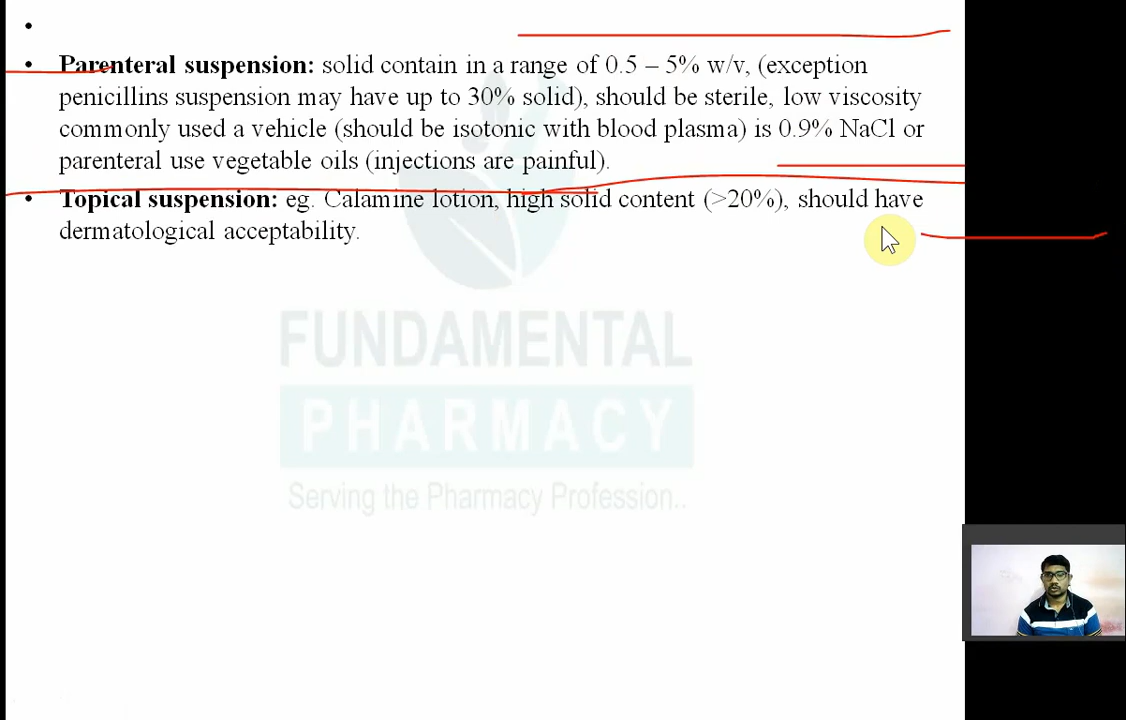 •
• Parenteral suspension: solid contain in a range of 0.5 – 5% w/v, (exception
penicillins suspension may have up to 30% solid), should be sterile, low viscosity
commonly used a vehicle (should be isotonic with blood plasma) is 0.9% NaCl or
parenteral use vegetable oils (injections are painful).
• Topical suspension: eg. Calamine lotion, high solid content (>20%), should have
dermatological acceptability.
FUNDAMENTAL
PHARMACY
Serving the Pharmacy Profession..